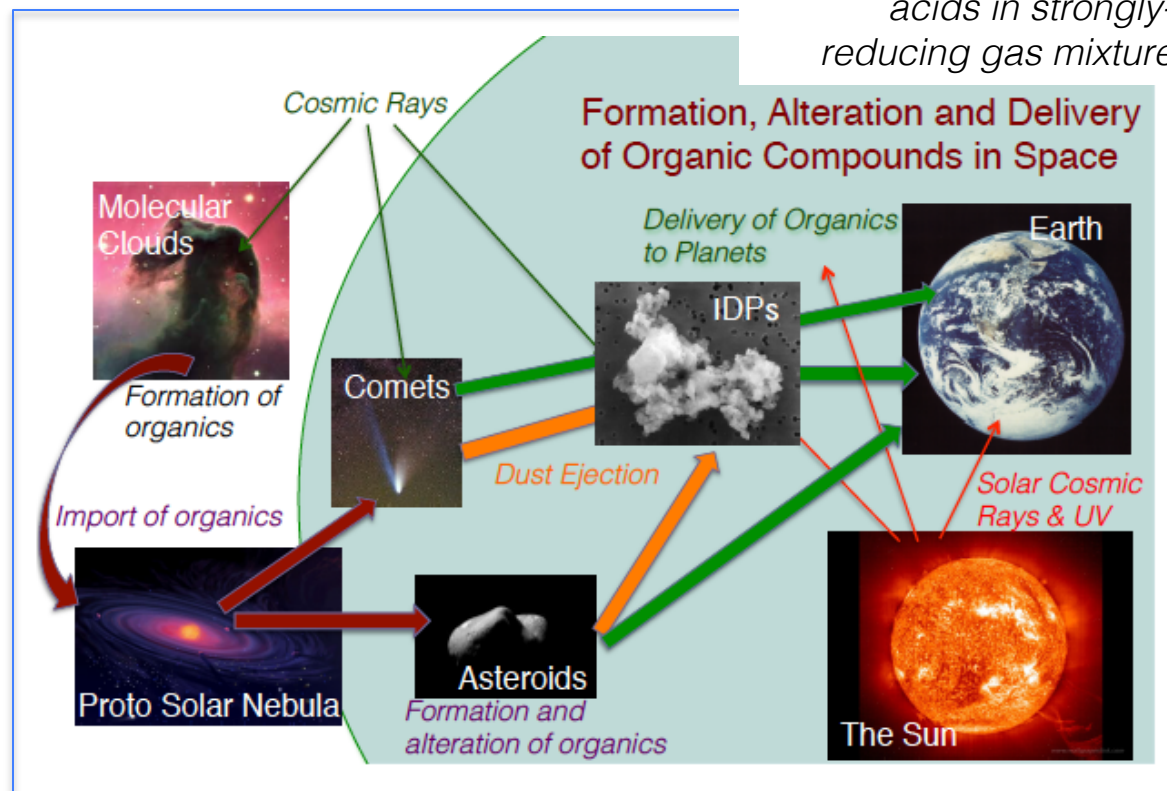 acids in strongly-
reducing gas mixture
Cosmic Rays
Formation, Alteration and Delivery
of Organic Compounds in Space
Molecular
Clouds
Delivery of Organics
to Planets
Earth
IDPs
Comets
Formation of
organics
Dust Ejection
Solar Cosmic
Rays & UV
Import of organics
Asteroids
Proto Solar Nebula
Formation and
alteration of organics
The Sun